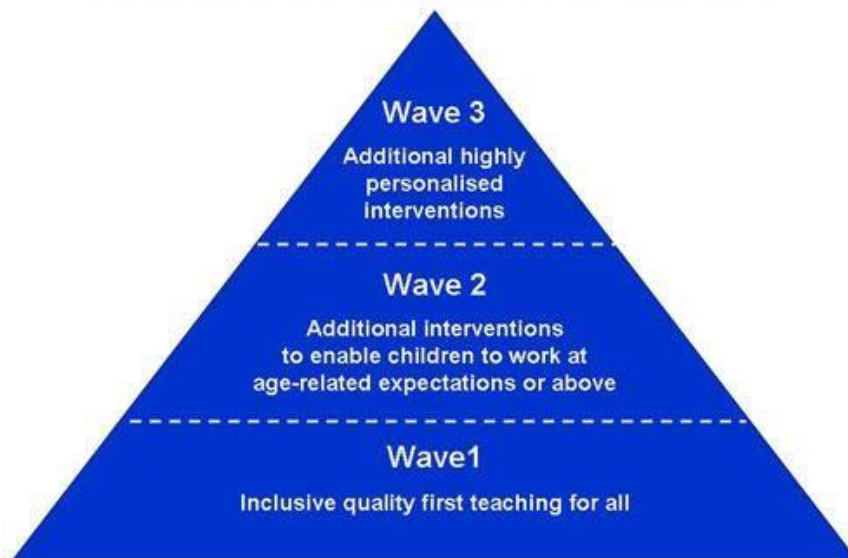 Wave 3
Additional highly
personalised
interventions
Wave 2
Additional interventions
to enable children to work at
age-related expectations or above
Wave1
Inclusive quality first teaching for all